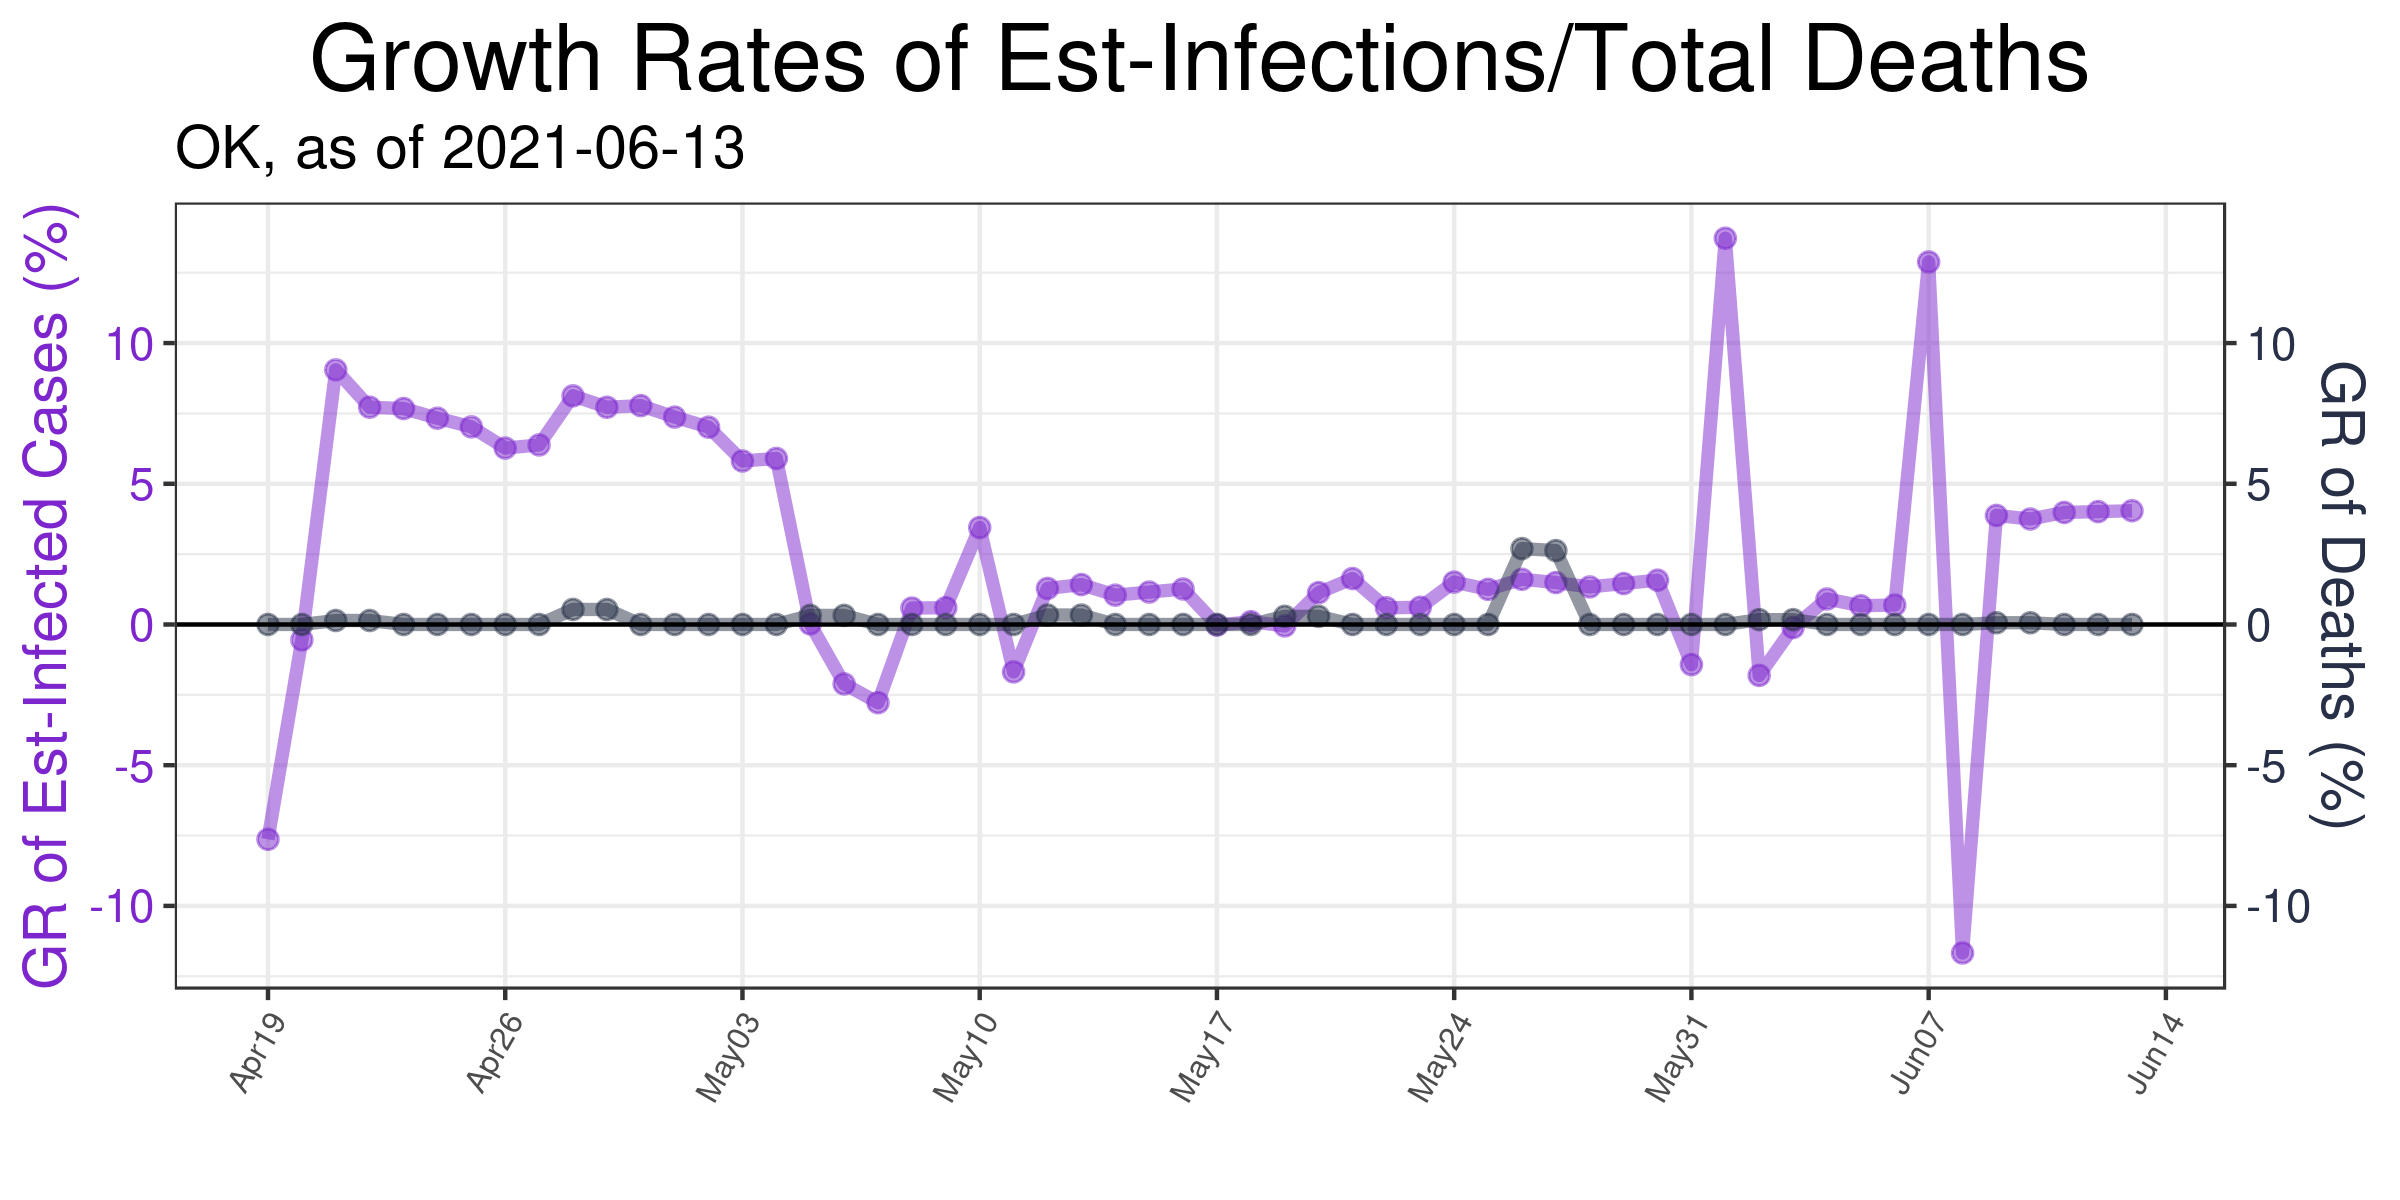 Growth Rates of Est-Infections/Total Deaths
OK, as of 2021-06-13
GR of Est-Infected Cases (%)
10
5
0
-5
-10
10
5
0
-5
-10
GR of Deaths (%)
Apr19
Apr26
May03
May10
May17
May24
May31
Jun07
Jun14